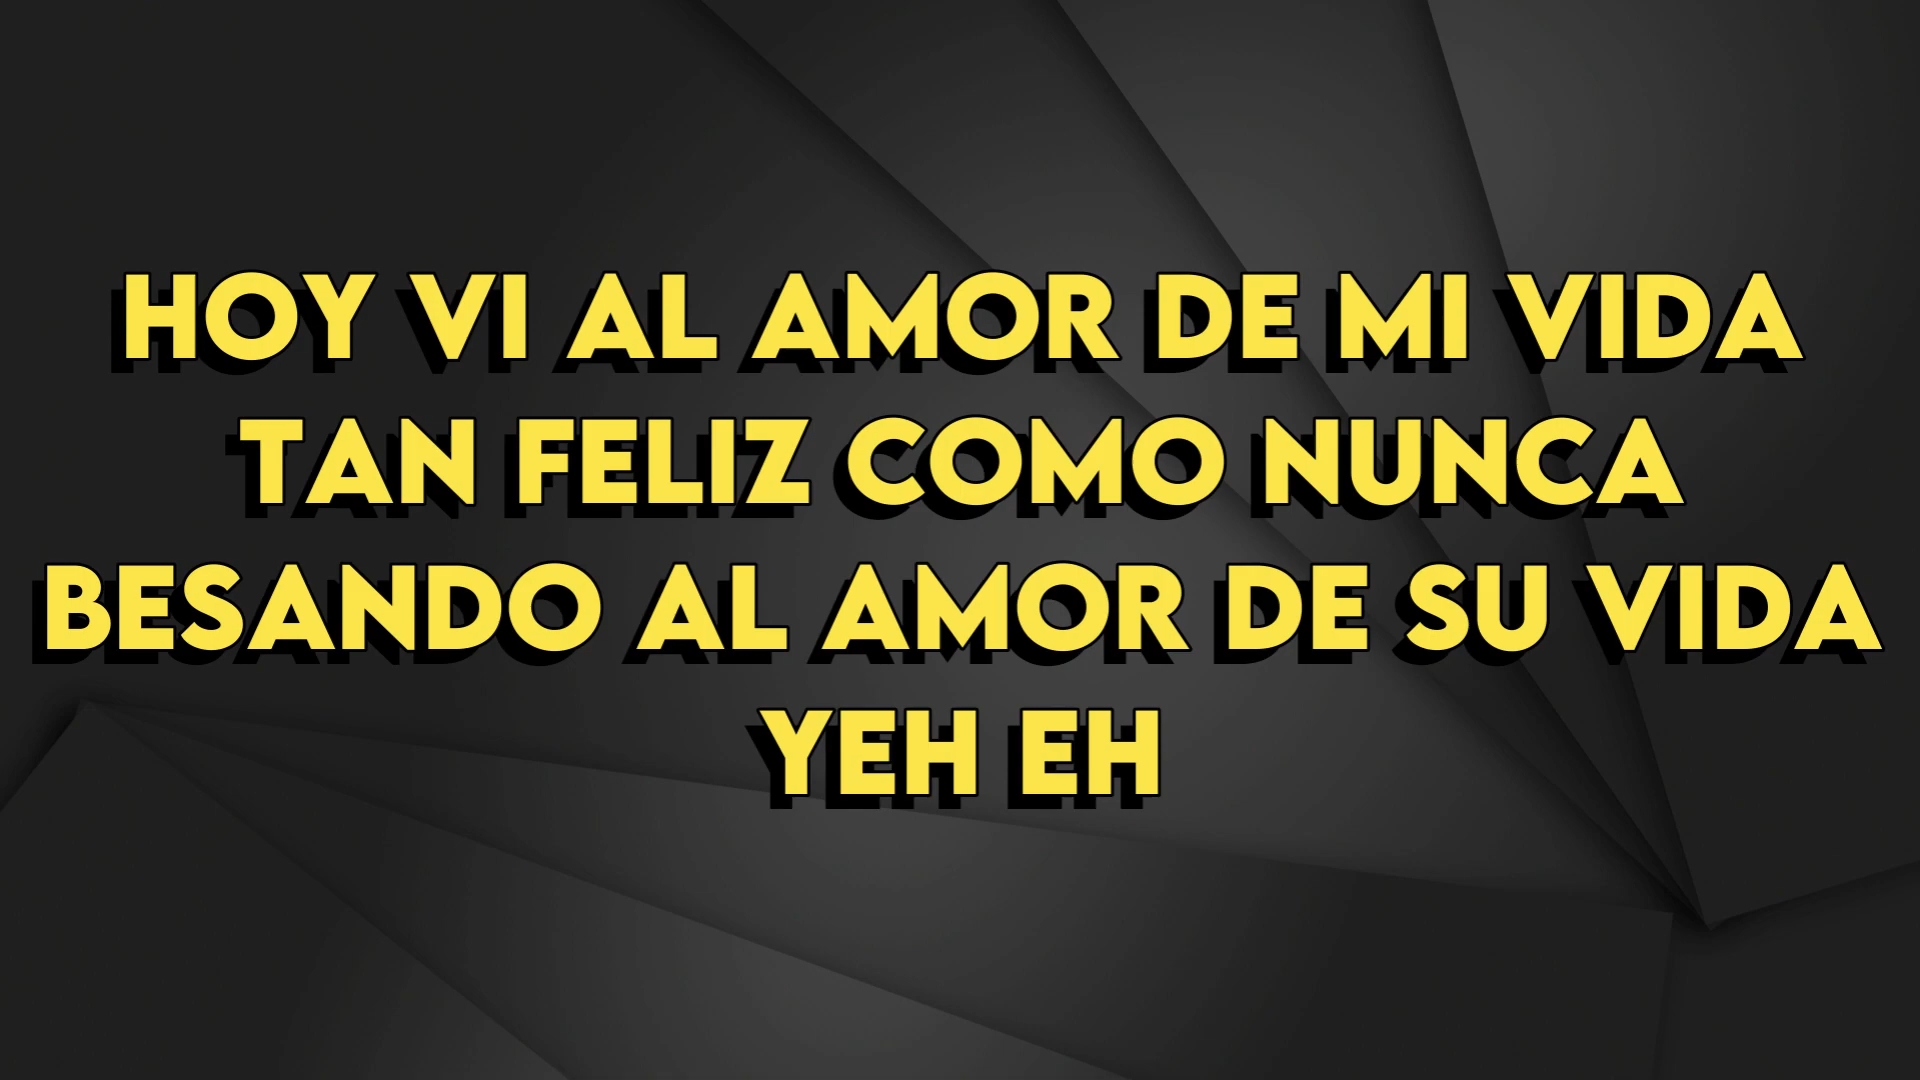 HOY VI AL AMOR DE MI VIDA
TAN FELIZ COMO NUNCA
BESANDO AL AMOR DE SU VIDA
YEH EH